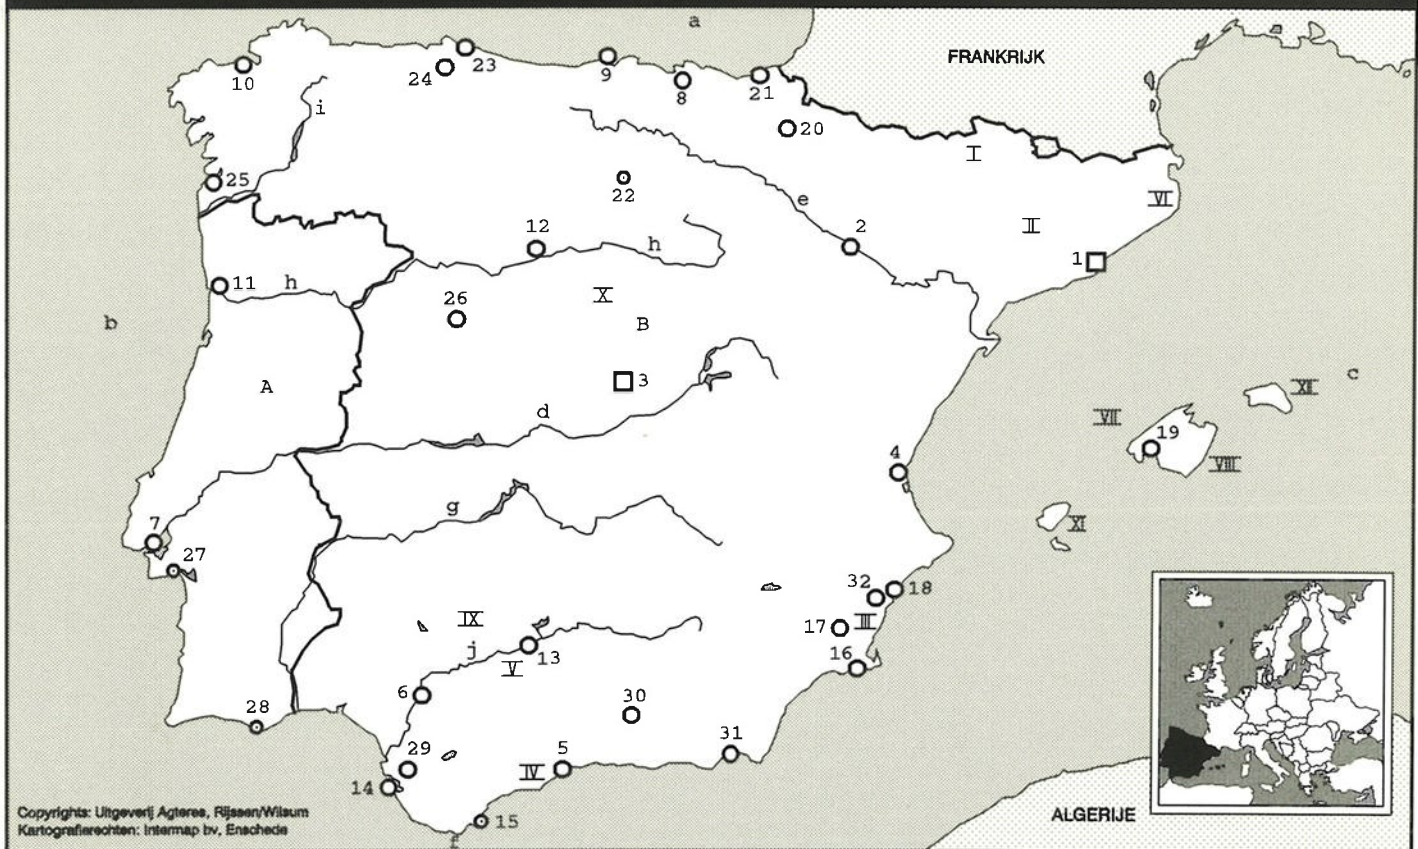 a
FRANKRIJK
10
24
23
9
8
21
i
20
I
25
22
e
VI
II
12
h
2
1
11
h
26
X
b
B
3
A
c
XII
d
VII
19
VIII
4
g
7
XI
27
32
18
IX
17
III
j
13
V
16
6
30
28
31
29
5
IV
14
15
f
ALGERIJE
Copyrights: Uitgeverij Agteres, Rijssen/Wilsum
Kartografierechten: Intermap bv, Enschede